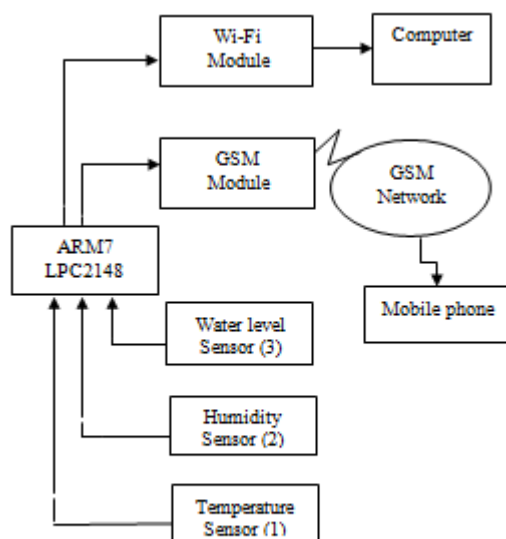 Wi-Fi
Module
Computer
GSM
Module
GSM
Network
ARM7
LPC2148
Mobile phone
Water level
Sensor (3)
Humidity
Sensor (2)
Temperature
Sensor (1)